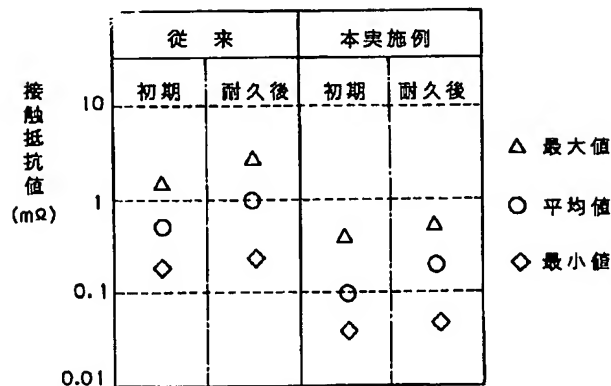 従来 本実施例
初期 耐久後 初期 耐久後
接触抵抗値
(mΩ)
10
1
0.1
0.01
△ 最大値
○ 平均値
◇ 最小値